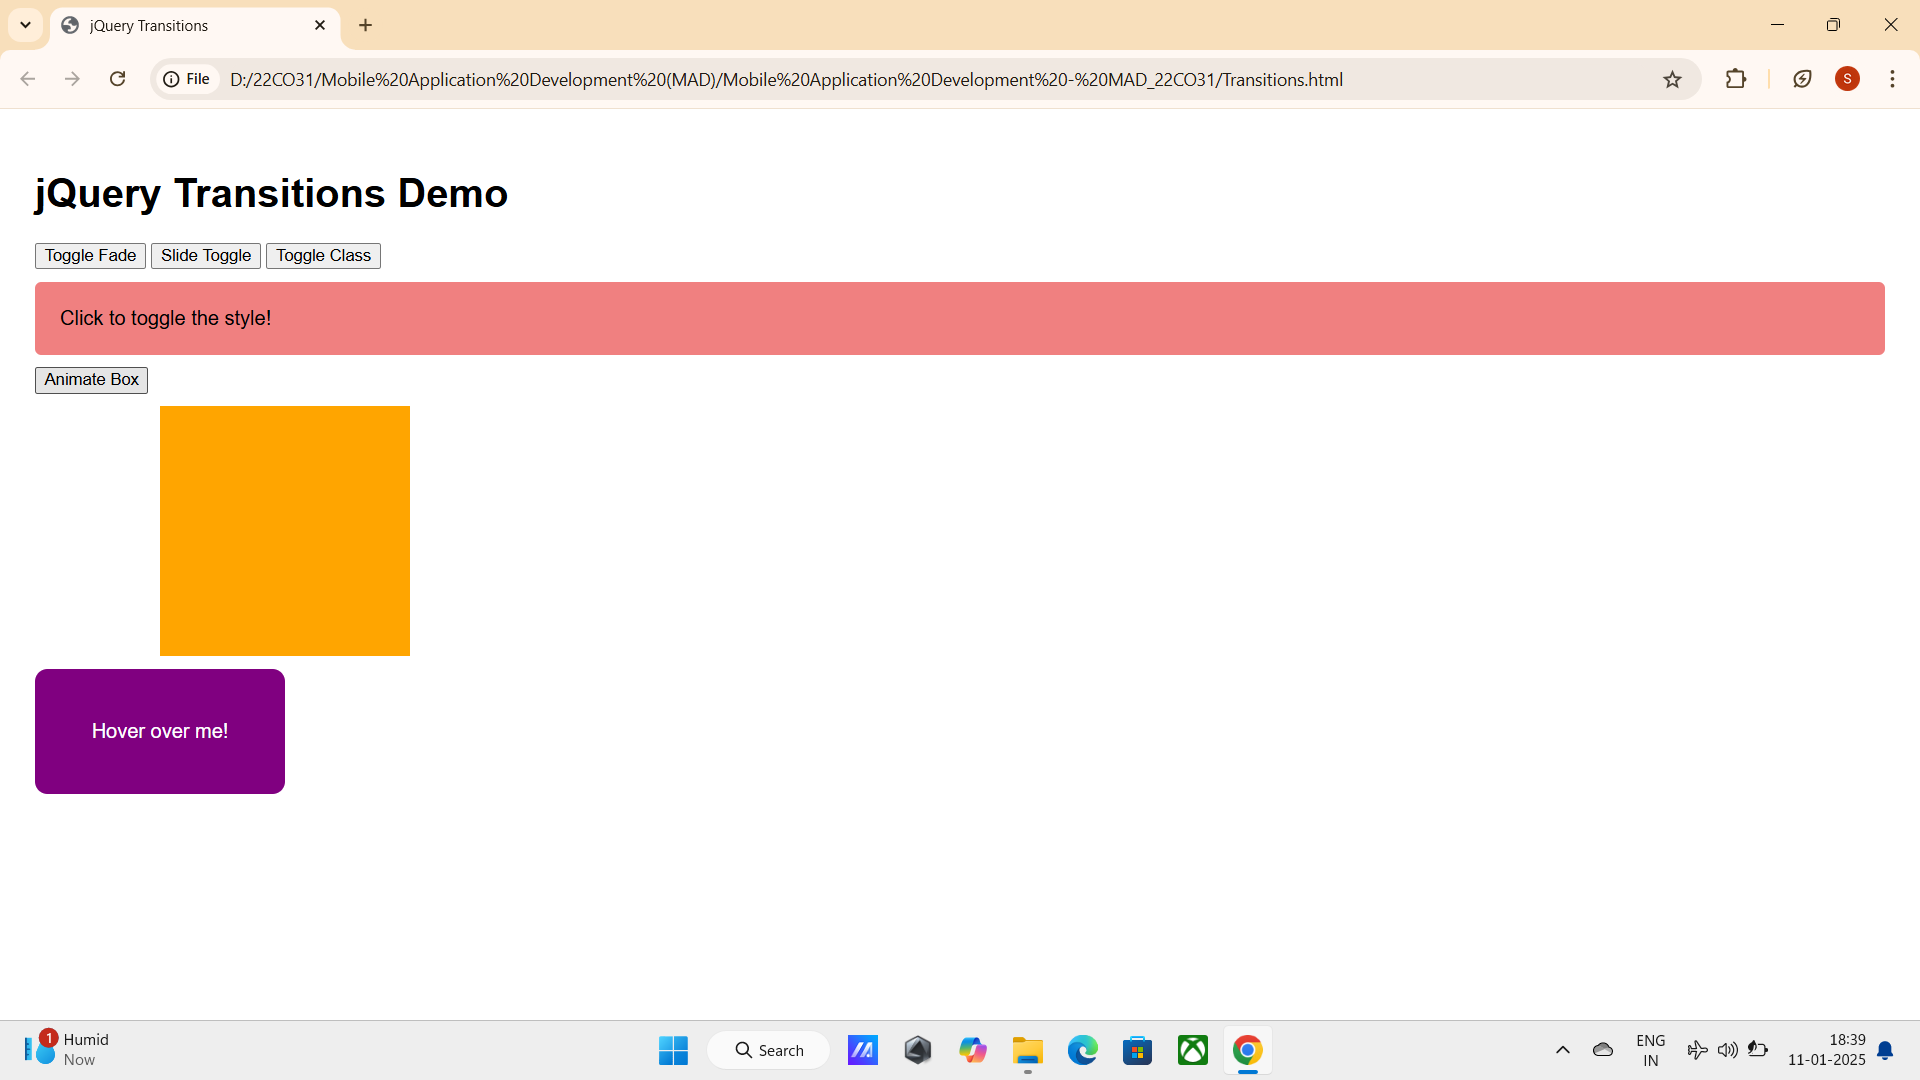 jQuery Transitions
File
D:/22CO31/Mobile%20Application%20Development%20(MAD)/Mobile%20Application%20Development%20-%20MAD_22CO31/Transitions.html
S
jQuery Transitions Demo
Toggle Fade Slide Toggle Toggle Class
Click to toggle the style!
Animate Box
Hover over me!
1
Humid
Now
Search
ENG
IN
18:39
11-01-2025